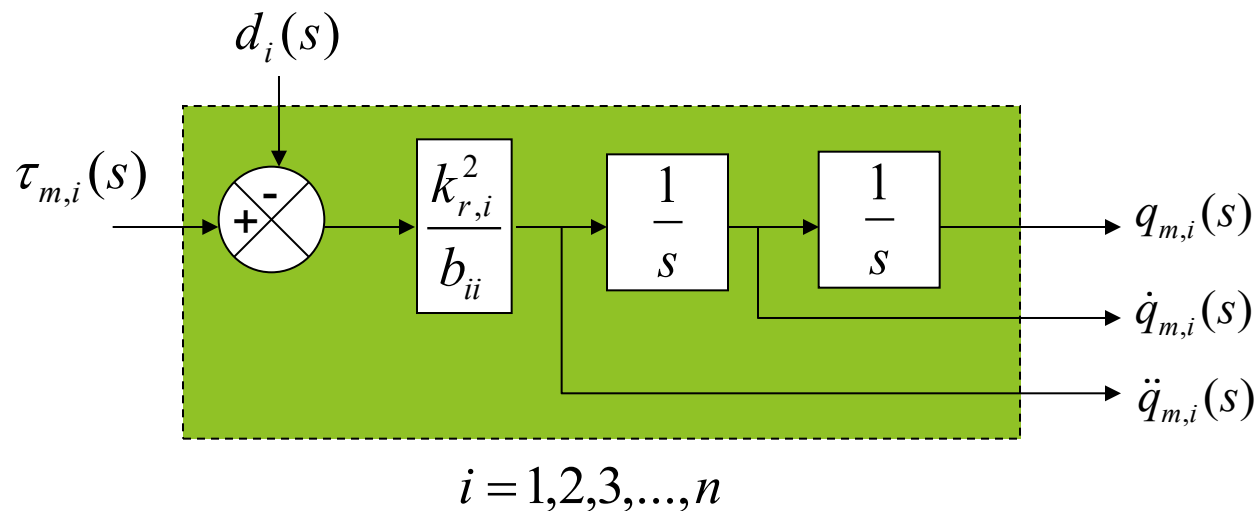 d_i(s)
τ_{m,i}(s)
-
+
k_{r,i}^2
b_{ii}
1
s
1
s
q_{m,i}(s)
q̇_{m,i}(s)
q̈_{m,i}(s)
i = 1,2,3,...,n